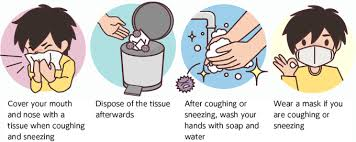 Cover your mouth
and nose with a
tissue when coughing
and sneezing
Dispose of the tissue
afterwards
After coughing or
sneezing, wash your
hands with soap and
water
Wear a mask if you
are coughing or
sneezing